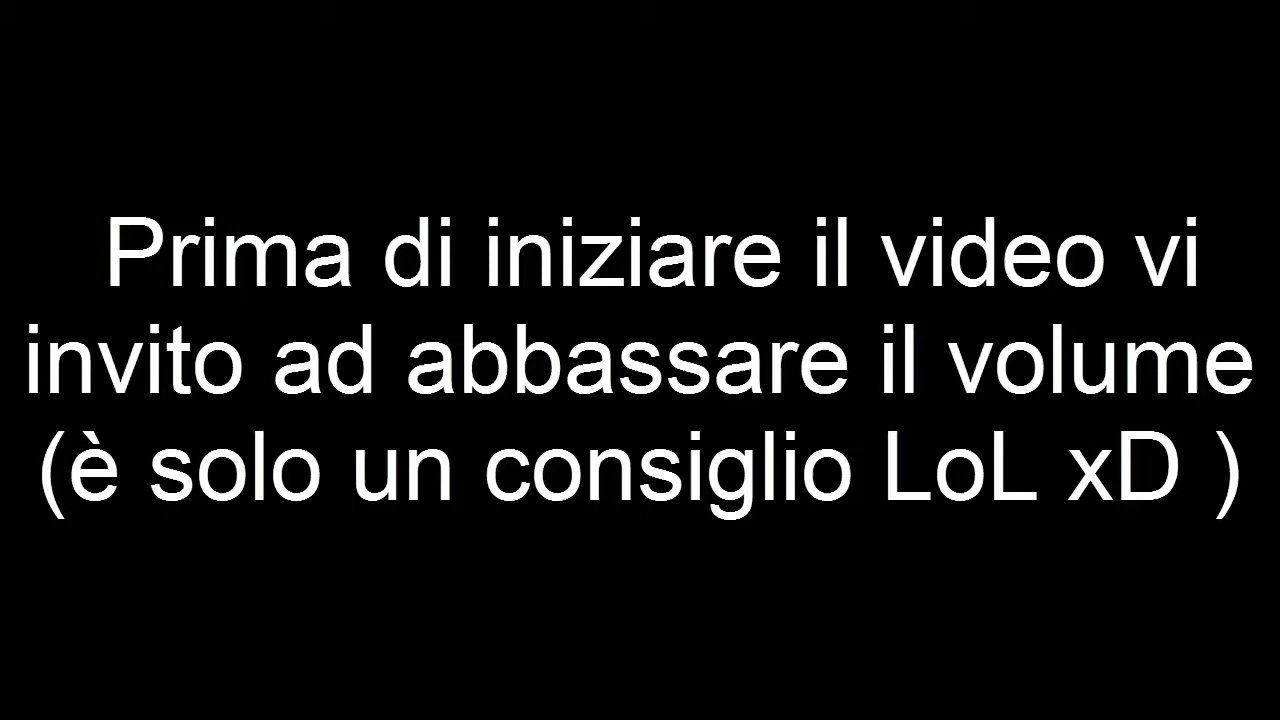 Prima di iniziare il video vi
invito ad abbassare il volume
(è solo un consiglio LoL xD )